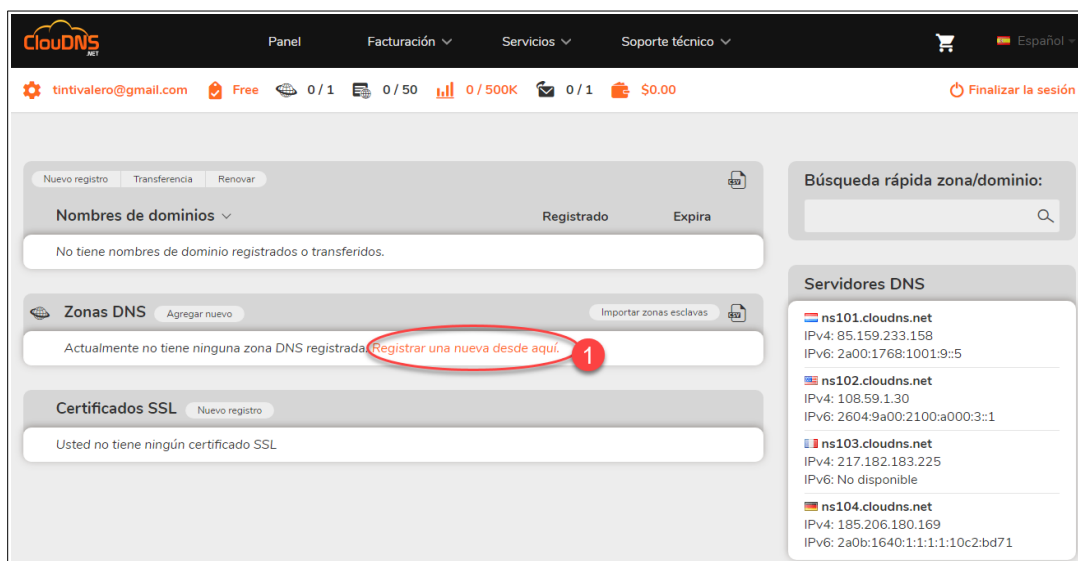 ClouDNS
.NET
Panel
Facturación
Servicios
Soporte técnico
Español
tintivalero@gmail.com
Free
0 / 1
0 / 50
0 / 500K
0 / 1
$0.00
Finalizar la sesión
Nuevo registro
Transferencia
Renovar
CSV
Nombres de dominios
Registrado
Expira
No tiene nombres de dominio registrados o transferidos.
Zonas DNS
Agregar nuevo
Importar zonas esclavas
CSV
Actualmente no tiene ninguna zona DNS registrada. Registrar una nueva desde aquí.
1
Certificados SSL
Nuevo registro
Usted no tiene ningún certificado SSL
Búsqueda rápida zona/dominio:
Servidores DNS
ns101.cloudns.net
IPv4: 85.159.233.158
IPv6: 2a00:1768:1001:9::5
ns102.cloudns.net
IPv4: 108.59.1.30
IPv6: 2604:9a00:2100:a000:3::1
ns103.cloudns.net
IPv4: 217.182.183.225
IPv6: No disponible
ns104.cloudns.net
IPv4: 185.206.180.169
IPv6: 2a0b:1640:1:1:1:1:10c2:bd71